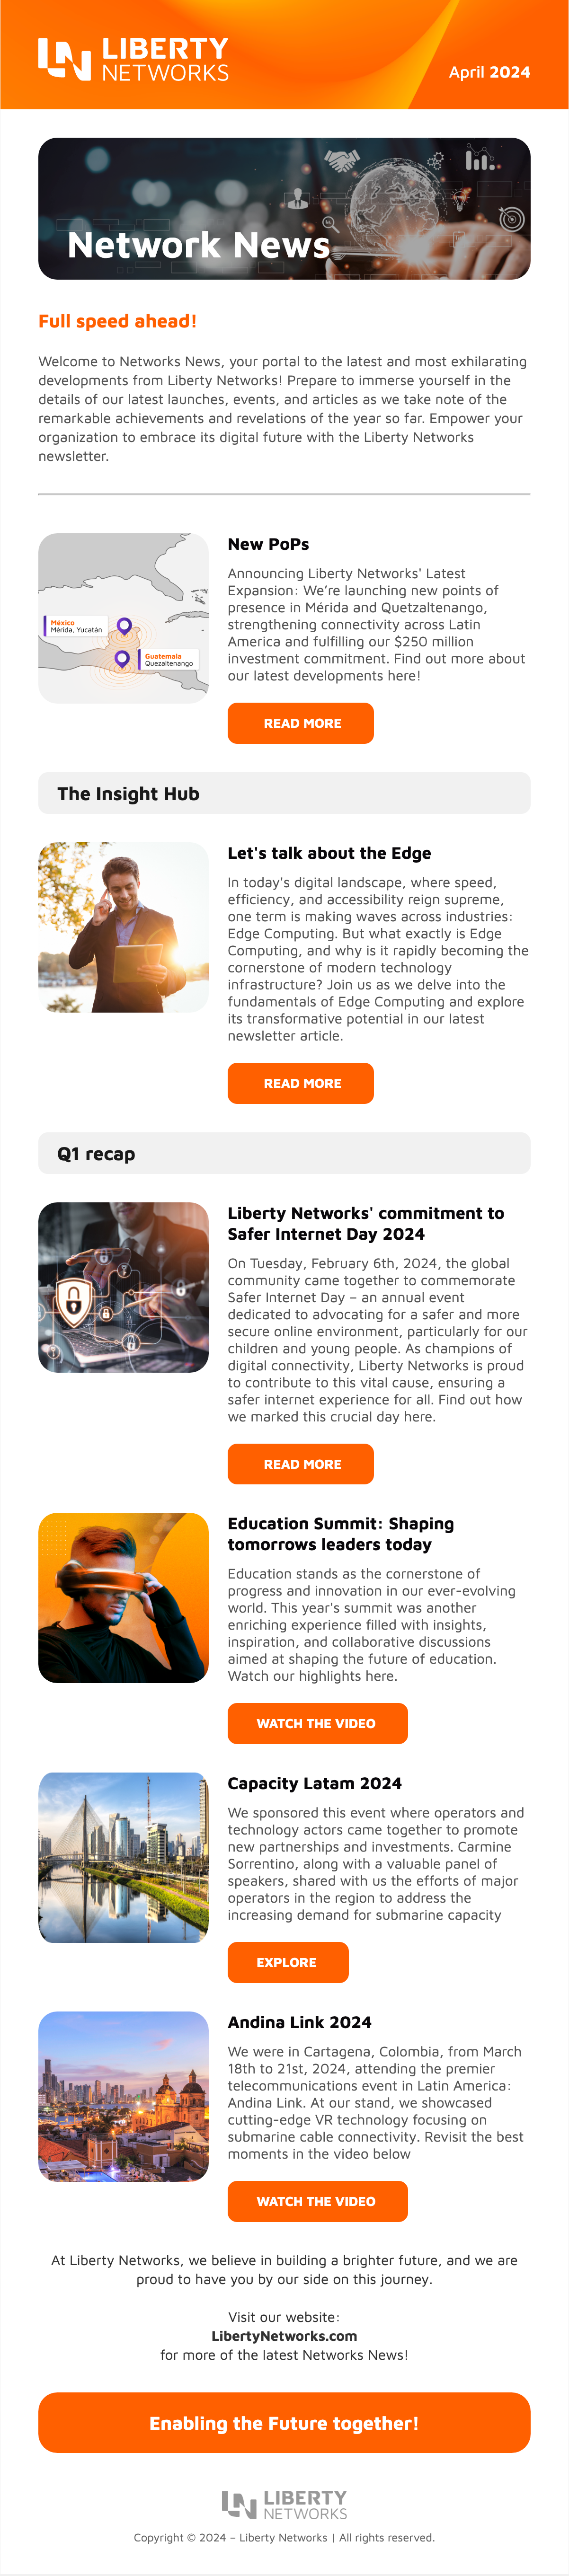 LIBERTY
NETWORKS
April 2024
Network News
Full speed ahead!
Welcome to Networks News, your portal to the latest and most exhilarating
developments from Liberty Networks! Prepare to immerse yourself in the
details of our latest launches, events, and articles as we take note of the
remarkable achievements and revelations of the year so far. Empower your
organization to embrace its digital future with the Liberty Networks
newsletter.
México
Mérida, Yucatán
Guatemala
Quezaltenango
New PoPs
Announcing Liberty Networks' Latest
Expansion: We’re launching new points of
presence in Mérida and Quetzaltenango,
strengthening connectivity across Latin
America and fulfilling our $250 million
investment commitment. Find out more about
our latest developments here!
READ MORE
The Insight Hub
Let's talk about the Edge
In today's digital landscape, where speed,
efficiency, and accessibility reign supreme,
one term is making waves across industries:
Edge Computing. But what exactly is Edge
Computing, and why is it rapidly becoming the
cornerstone of modern technology
infrastructure? Join us as we delve into the
fundamentals of Edge Computing and explore
its transformative potential in our latest
newsletter article.
READ MORE
Q1 recap
Liberty Networks' commitment to
Safer Internet Day 2024
On Tuesday, February 6th, 2024, the global
community came together to commemorate
Safer Internet Day – an annual event
dedicated to advocating for a safer and more
secure online environment, particularly for our
children and young people. As champions of
digital connectivity, Liberty Networks is proud
to contribute to this vital cause, ensuring a
safer internet experience for all. Find out how
we marked this crucial day here.
READ MORE
Education Summit: Shaping
tomorrows leaders today
Education stands as the cornerstone of
progress and innovation in our ever-evolving
world. This year's summit was another
enriching experience filled with insights,
inspiration, and collaborative discussions
aimed at shaping the future of education.
Watch our highlights here.
WATCH THE VIDEO
Capacity Latam 2024
We sponsored this event where operators and
technology actors came together to promote
new partnerships and investments. Carmine
Sorrentino, along with a valuable panel of
speakers, shared with us the efforts of major
operators in the region to address the
increasing demand for submarine capacity
EXPLORE
Andina Link 2024
We were in Cartagena, Colombia, from March
18th to 21st, 2024, attending the premier
telecommunications event in Latin America:
Andina Link. At our stand, we showcased
cutting-edge VR technology focusing on
submarine cable connectivity. Revisit the best
moments in the video below
WATCH THE VIDEO
At Liberty Networks, we believe in building a brighter future, and we are
proud to have you by our side on this journey.
Visit our website:
LibertyNetworks.com
for more of the latest Networks News!
Enabling the Future together!
LIBERTY
NETWORKS
Copyright © 2024 – Liberty Networks | All rights reserved.